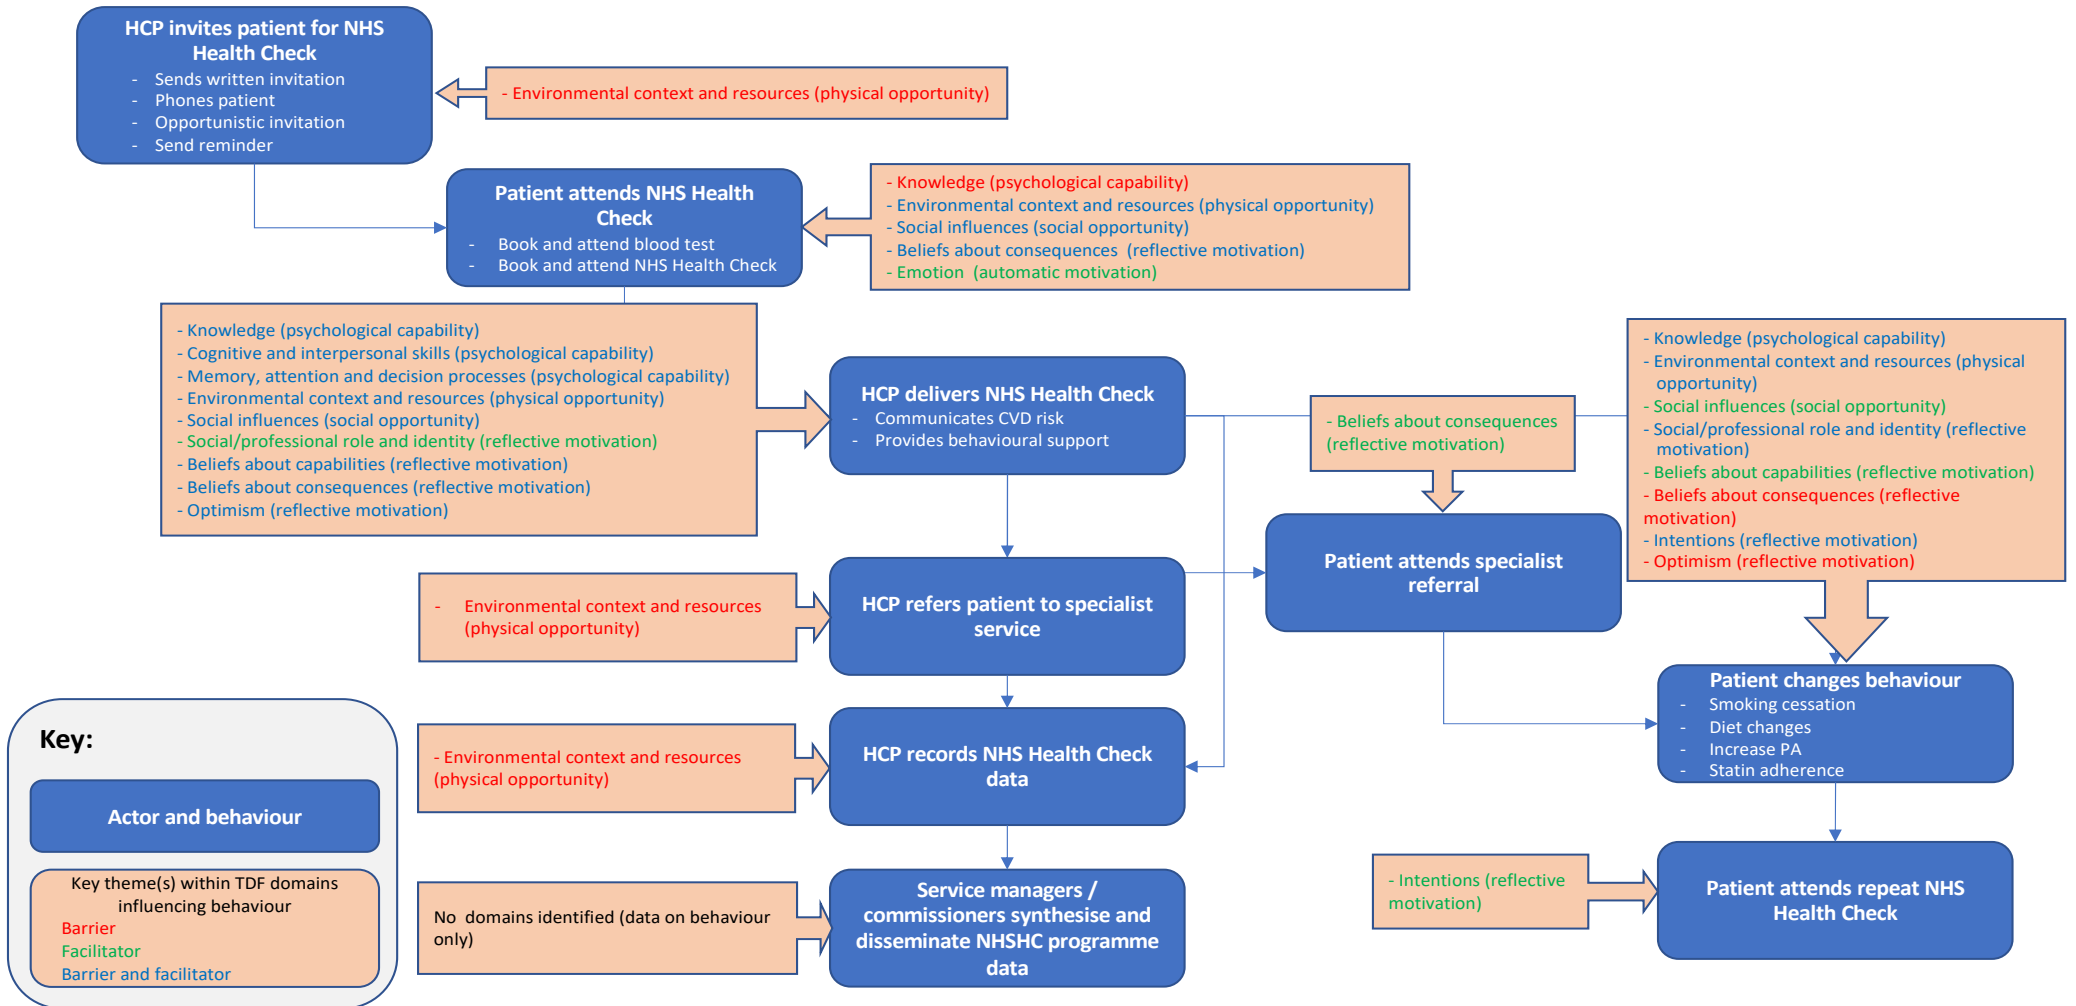 HCP invites patient for NHS
Health Check
- Sends written invitation
- Phones patient
- Opportunistic invitation
- Send reminder
- Environmental context and resources (physical opportunity)
Patient attends NHS Health
Check
- Book and attend blood test
- Book and attend NHS Health Check
- Knowledge (psychological capability)
- Environmental context and resources (physical opportunity)
- Social influences (social opportunity)
- Beliefs about consequences (reflective motivation)
- Emotion (automatic motivation)
- Knowledge (psychological capability)
- Cognitive and interpersonal skills (psychological capability)
- Memory, attention and decision processes (psychological capability)
- Environmental context and resources (physical opportunity)
- Social influences (social opportunity)
- Social/professional role and identity (reflective motivation)
- Beliefs about capabilities (reflective motivation)
- Beliefs about consequences (reflective motivation)
- Optimism (reflective motivation)
HCP delivers NHS Health Check
- Communicates CVD risk
- Provides behavioural support
- Beliefs about consequences
(reflective motivation)
- Knowledge (psychological capability)
- Environmental context and resources (physical
opportunity)
- Social influences (social opportunity)
- Social/professional role and identity (reflective
motivation)
- Beliefs about capabilities (reflective motivation)
- Beliefs about consequences (reflective
motivation)
- Intentions (reflective motivation)
- Optimism (reflective motivation)
- Environmental context and resources
(physical opportunity)
HCP refers patient to specialist
service
Patient attends specialist
referral
Patient changes behaviour
- Smoking cessation
- Diet changes
- Increase PA
- Statin adherence
- Environmental context and resources
(physical opportunity)
HCP records NHS Health Check
data
No domains identified (data on behaviour
only)
Service managers /
commissioners synthesise and
disseminate NHSHC programme
data
- Intentions (reflective
motivation)
Patient attends repeat NHS
Health Check
Key:
Actor and behaviour
Key theme(s) within TDF domains
influencing behaviour
Barrier
Facilitator
Barrier and facilitator